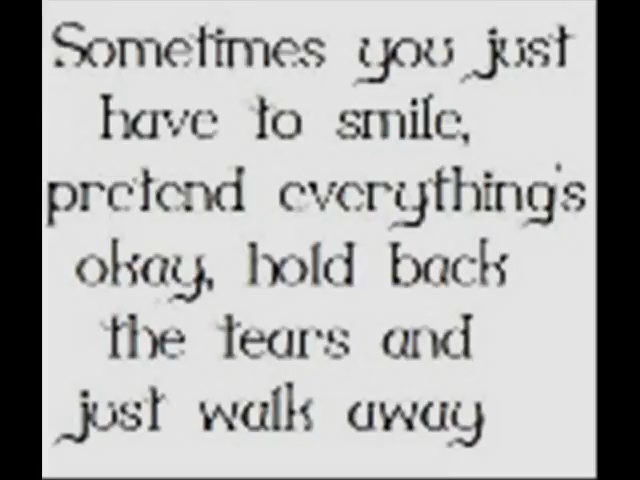 Sometimes you just
have to smile,
pretend everything's
okay, hold back
the tears and
just walk away